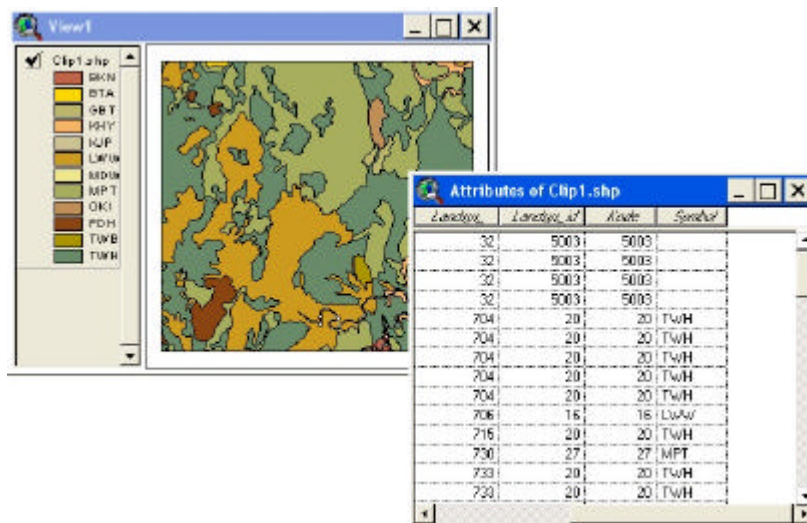 View1
Clip1.shp
BKN
BTA
GBT
KHY
KJP
LWW
MDW
MPT
OKI
PDH
TWB
TWH
Attributes of Clip1.shp
Landsys_ Landsys_id Kode Symbol
32 5003 5003
32 5003 5003
32 5003 5003
32 5003 5003
704 20 20 TWH
704 20 20 TWH
704 20 20 TWH
704 20 20 TWH
704 20 20 TWH
706 16 16 LWW
715 20 20 TWH
730 27 27 MPT
733 20 20 TWH
733 20 20 TWH